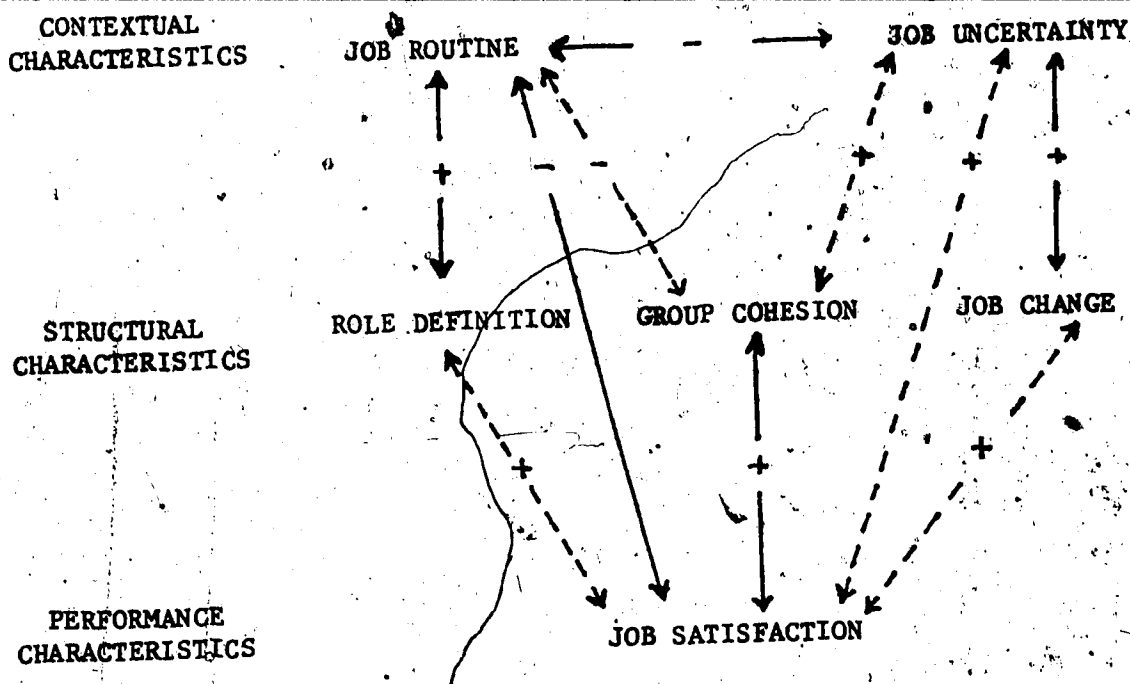 CONTEXTUAL
CHARACTERISTICS
JOB ROUTINE
-
JOB UNCERTAINTY
+
-
-
+
+
+
STRUCTURAL
CHARACTERISTICS
ROLE DEFINITION
GROUP COHESION
JOB CHANGE
+
+
+
PERFORMANCE
CHARACTERISTICS
JOB SATISFACTION